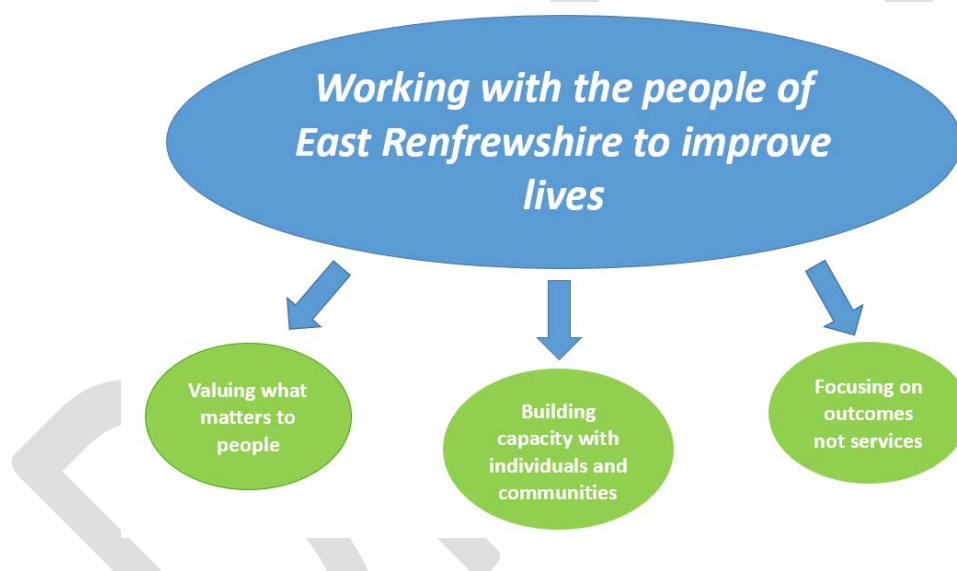 Working with the people of
East Renfrewshire to improve
lives
Valuing what
matters to
people
Building
capacity with
individuals and
communities
Focusing on
outcomes
not services